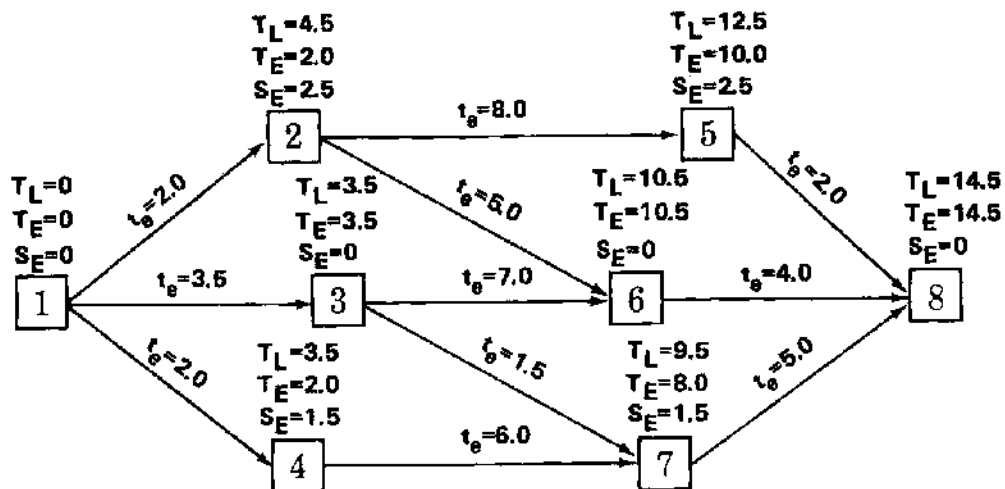 T_L=4.5
T_E=2.0
S_E=2.5
2
T_L=12.5
T_E=10.0
S_E=2.5
5
t_e=8.0
T_L=0
T_E=0
S_E=0
1
t_e=2.0
T_L=3.5
T_E=3.5
S_E=0
3
t_e=5.0
T_L=10.5
T_E=10.5
S_E=0
6
t_e=2.0
T_L=14.5
T_E=14.5
S_E=0
8
t_e=3.5
t_e=7.0
t_e=4.0
t_e=2.0
T_L=3.5
T_E=2.0
S_E=1.5
4
t_e=1.5
T_L=9.5
T_E=8.0
S_E=1.5
7
t_e=5.0
t_e=6.0